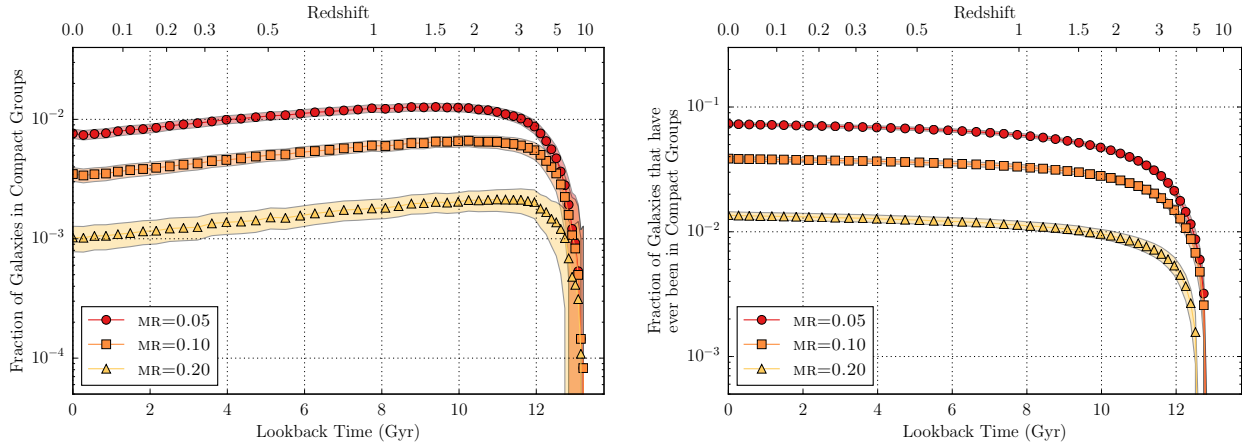 Redshift
0.0 0.1 0.2 0.3 0.5 1 1.5 2 3 5 10
Fraction of Galaxies in Compact Groups
10⁻²
10⁻³
10⁻⁴
MR=0.05
MR=0.10
MR=0.20
0 2 4 6 8 10 12
Lookback Time (Gyr)
Redshift
0.0 0.1 0.2 0.3 0.5 1 1.5 2 3 5 10
Fraction of Galaxies that have
ever been in Compact Groups
10⁻¹
10⁻²
10⁻³
MR=0.05
MR=0.10
MR=0.20
0 2 4 6 8 10 12
Lookback Time (Gyr)